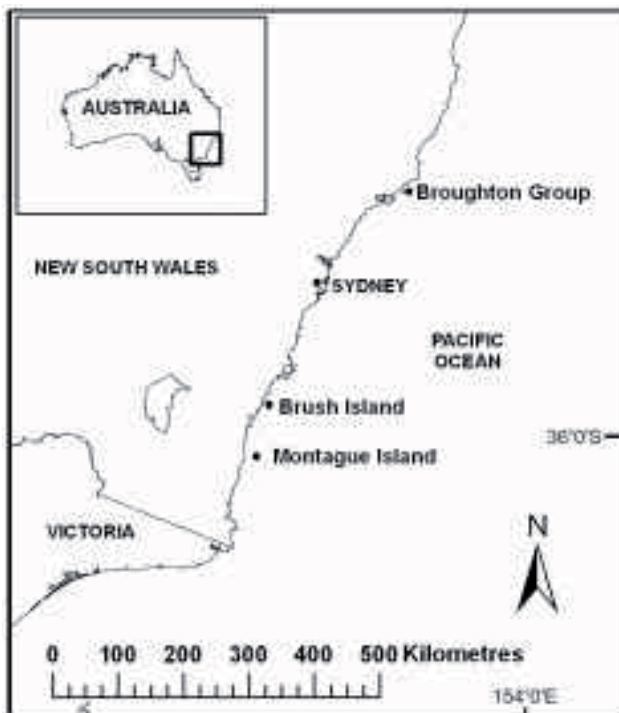 AUSTRALIA
Broughton Group
NEW SOUTH WALES
SYDNEY
PACIFIC
OCEAN
Brush Island
36°0'S
Montague Island
VICTORIA
N
0 100 200 300 400 500 Kilometres
154°0'E